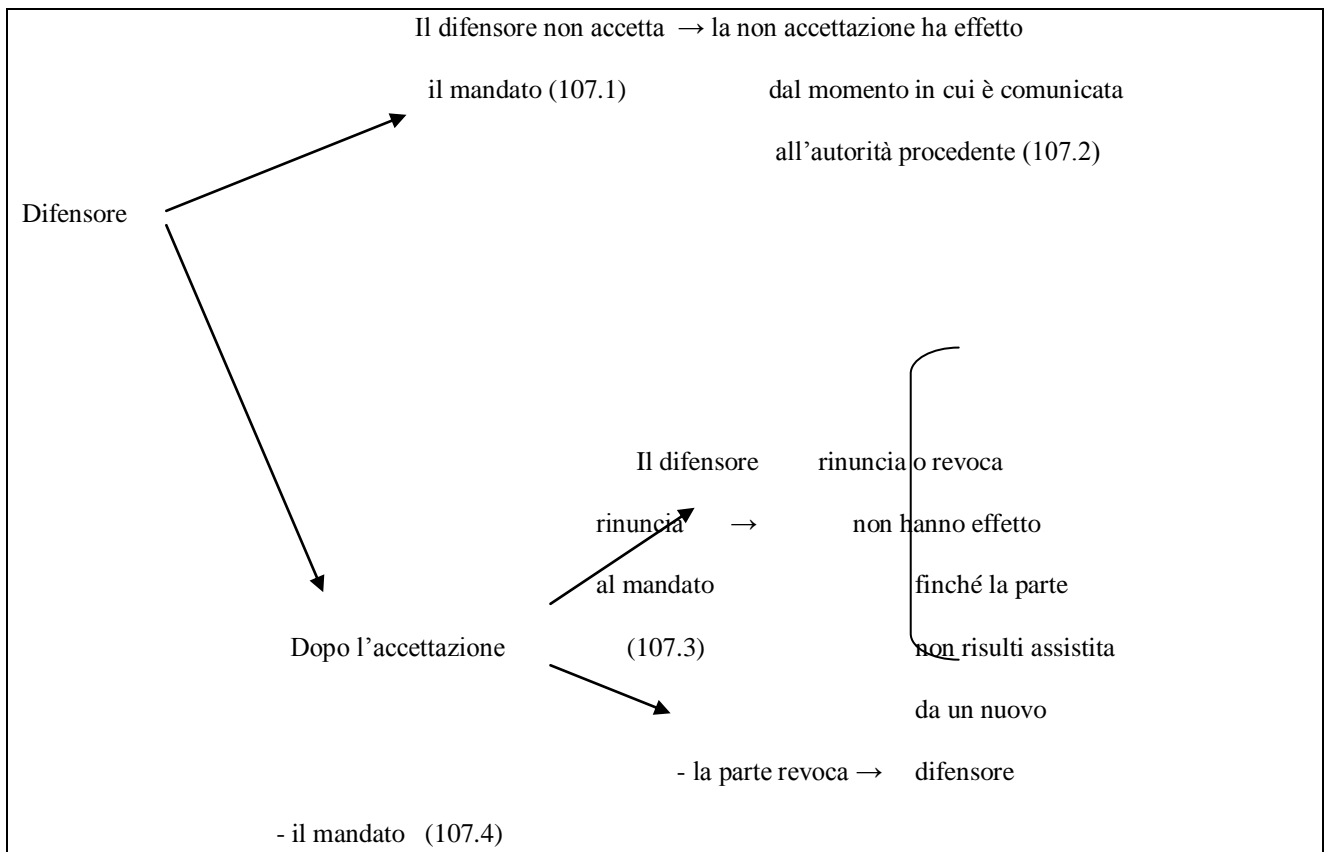 Il difensore non accetta → la non accettazione ha effetto
il mandato (107.1) dal momento in cui è comunicata
all’autorità procedente (107.2)
Difensore
Il difensore rinuncia o revoca
rinuncia → non hanno effetto
al mandato finché la parte
Dopo l’accettazione (107.3) non risulti assistita
da un nuovo
- la parte revoca → difensore
- il mandato (107.4)